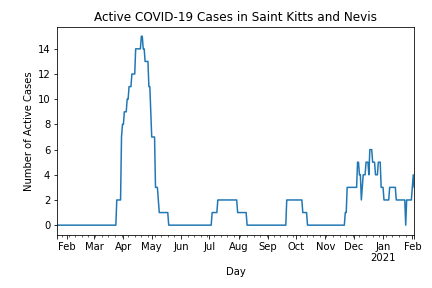 Active COVID-19 Cases in Saint Kitts and Nevis
Number of Active Cases
14
12
10
8
6
4
2
0
Feb Mar Apr May Jun Jul Aug Sep Oct Nov Dec Jan Feb
2021
Day